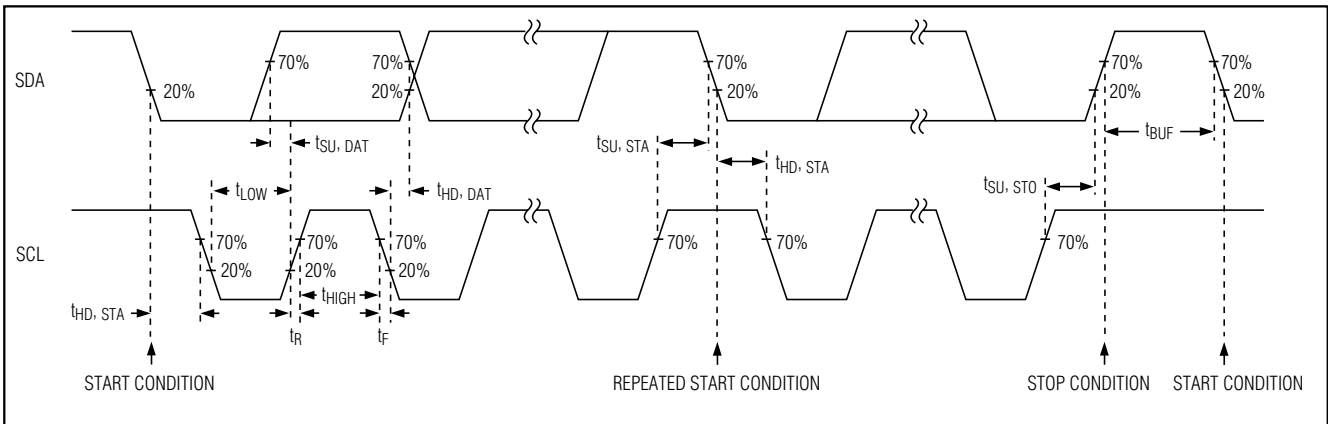 SDA
20%
70%
70%
20%
70%
20%
70%
20%
70%
20%
tSU, DAT
tLOW
tHD, DAT
tSU, STA
tHD, STA
tBUF
tSU, STO
SCL
70%
20%
70%
20%
70%
20%
70%
70%
70%
tHD, STA
tHIGH
tR
tF
START CONDITION
REPEATED START CONDITION
STOP CONDITION
START CONDITION